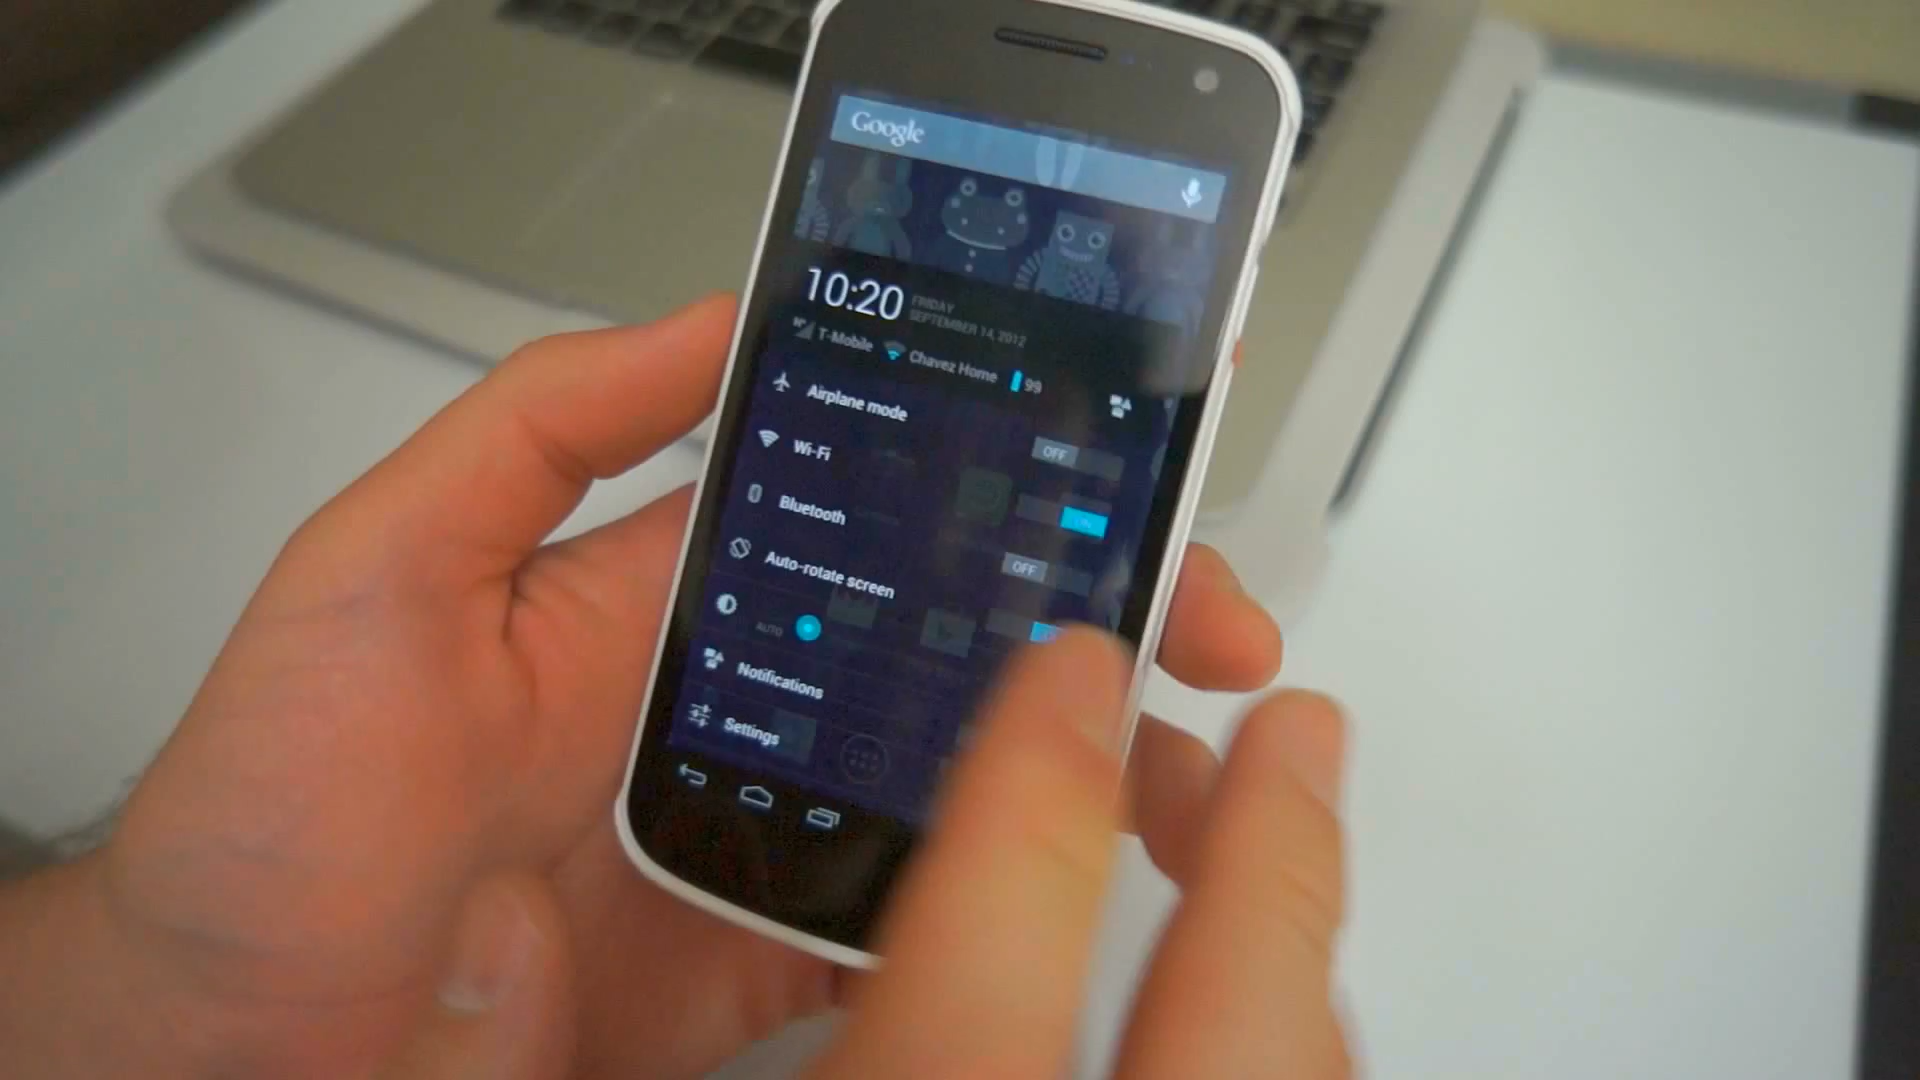 Google
10:20 FRIDAY
SEPTEMBER 14, 2012
T-Mobile Chavez Home 99
Airplane mode OFF
Wi-Fi ON
Bluetooth OFF
Auto-rotate screen
AUTO
Notifications
Settings